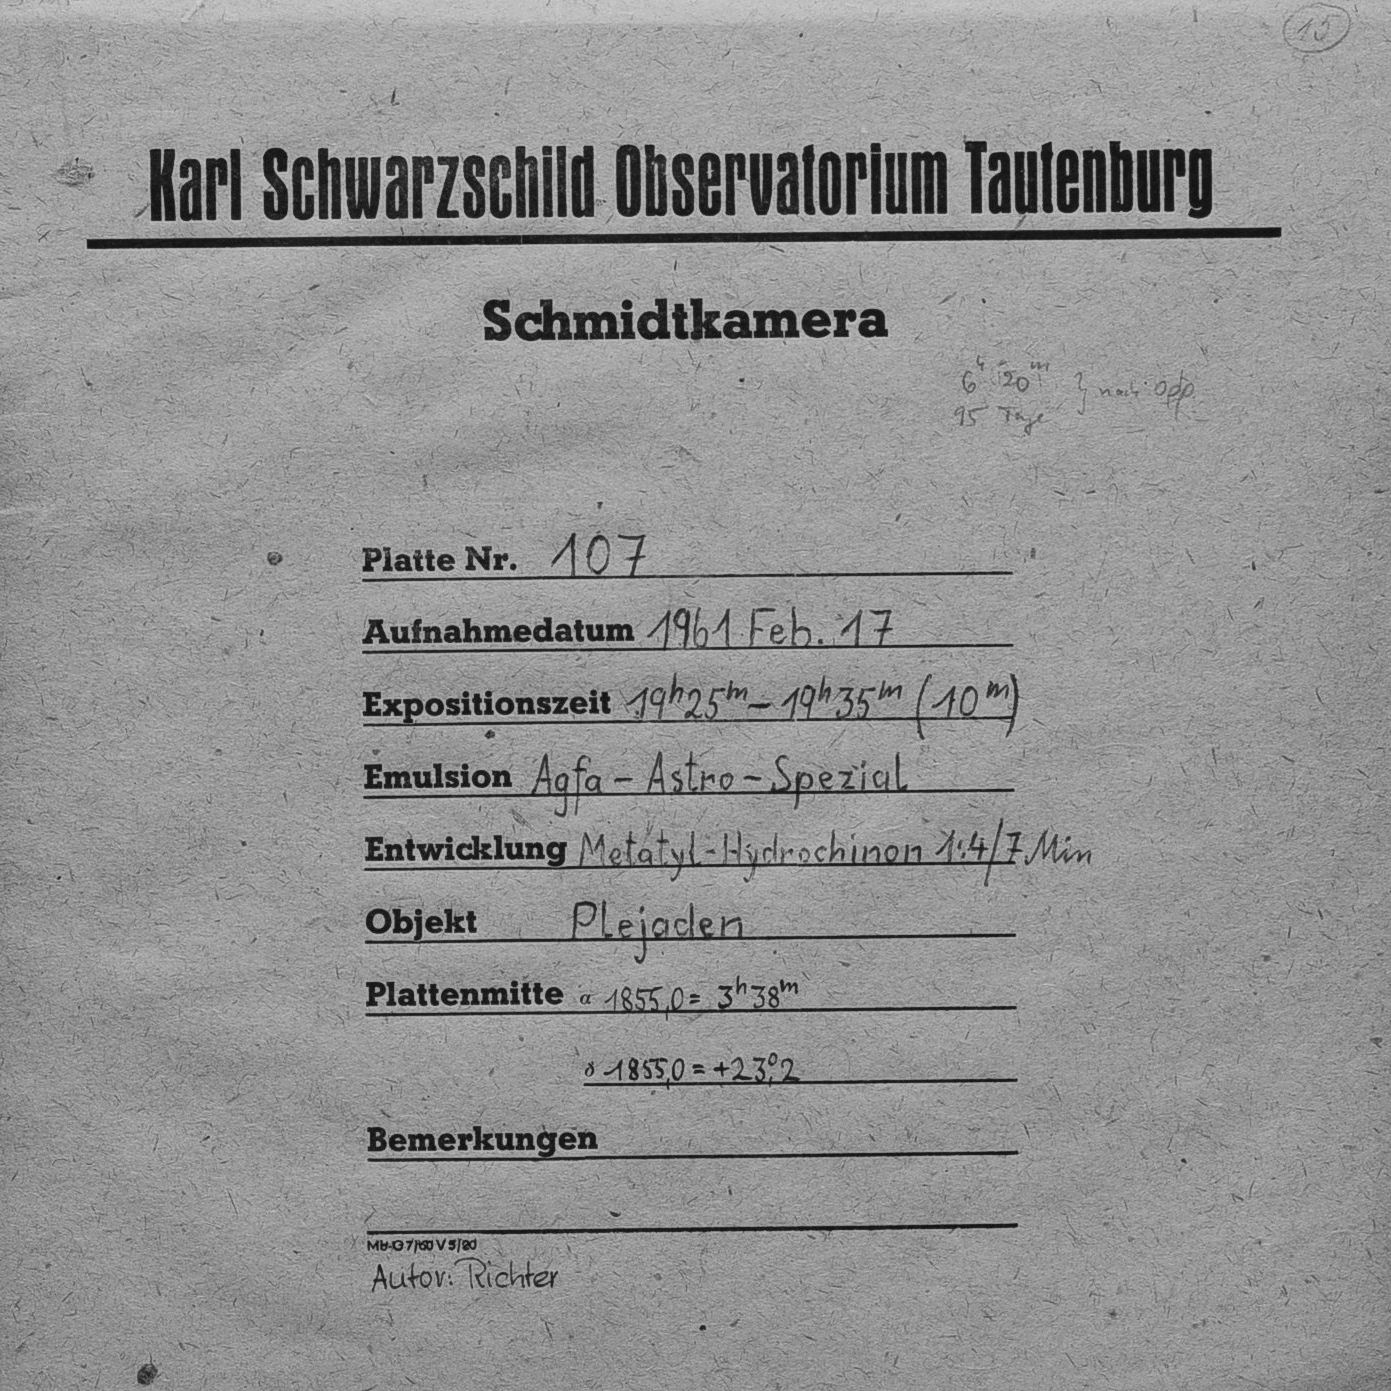 15
Karl Schwarzschild Observatorium Tautenburg
Schmidtkamera
6ʰ 20ᵐ } nach Opp.
95 Tage
Platte Nr. 107
Aufnahmedatum 1961 Feb. 17
Expositionszeit 19ʰ25ᵐ – 19ʰ35ᵐ (10ᵐ)
Emulsion Agfa – Astro – Spezial
Entwicklung Metatyl-Hydrochinon 1:4/7 Min
Objekt Plejaden
Plattenmitte α 1855,0 = 3ʰ38ᵐ
δ 1855,0 = +23°,2
Bemerkungen
Autor: Richter